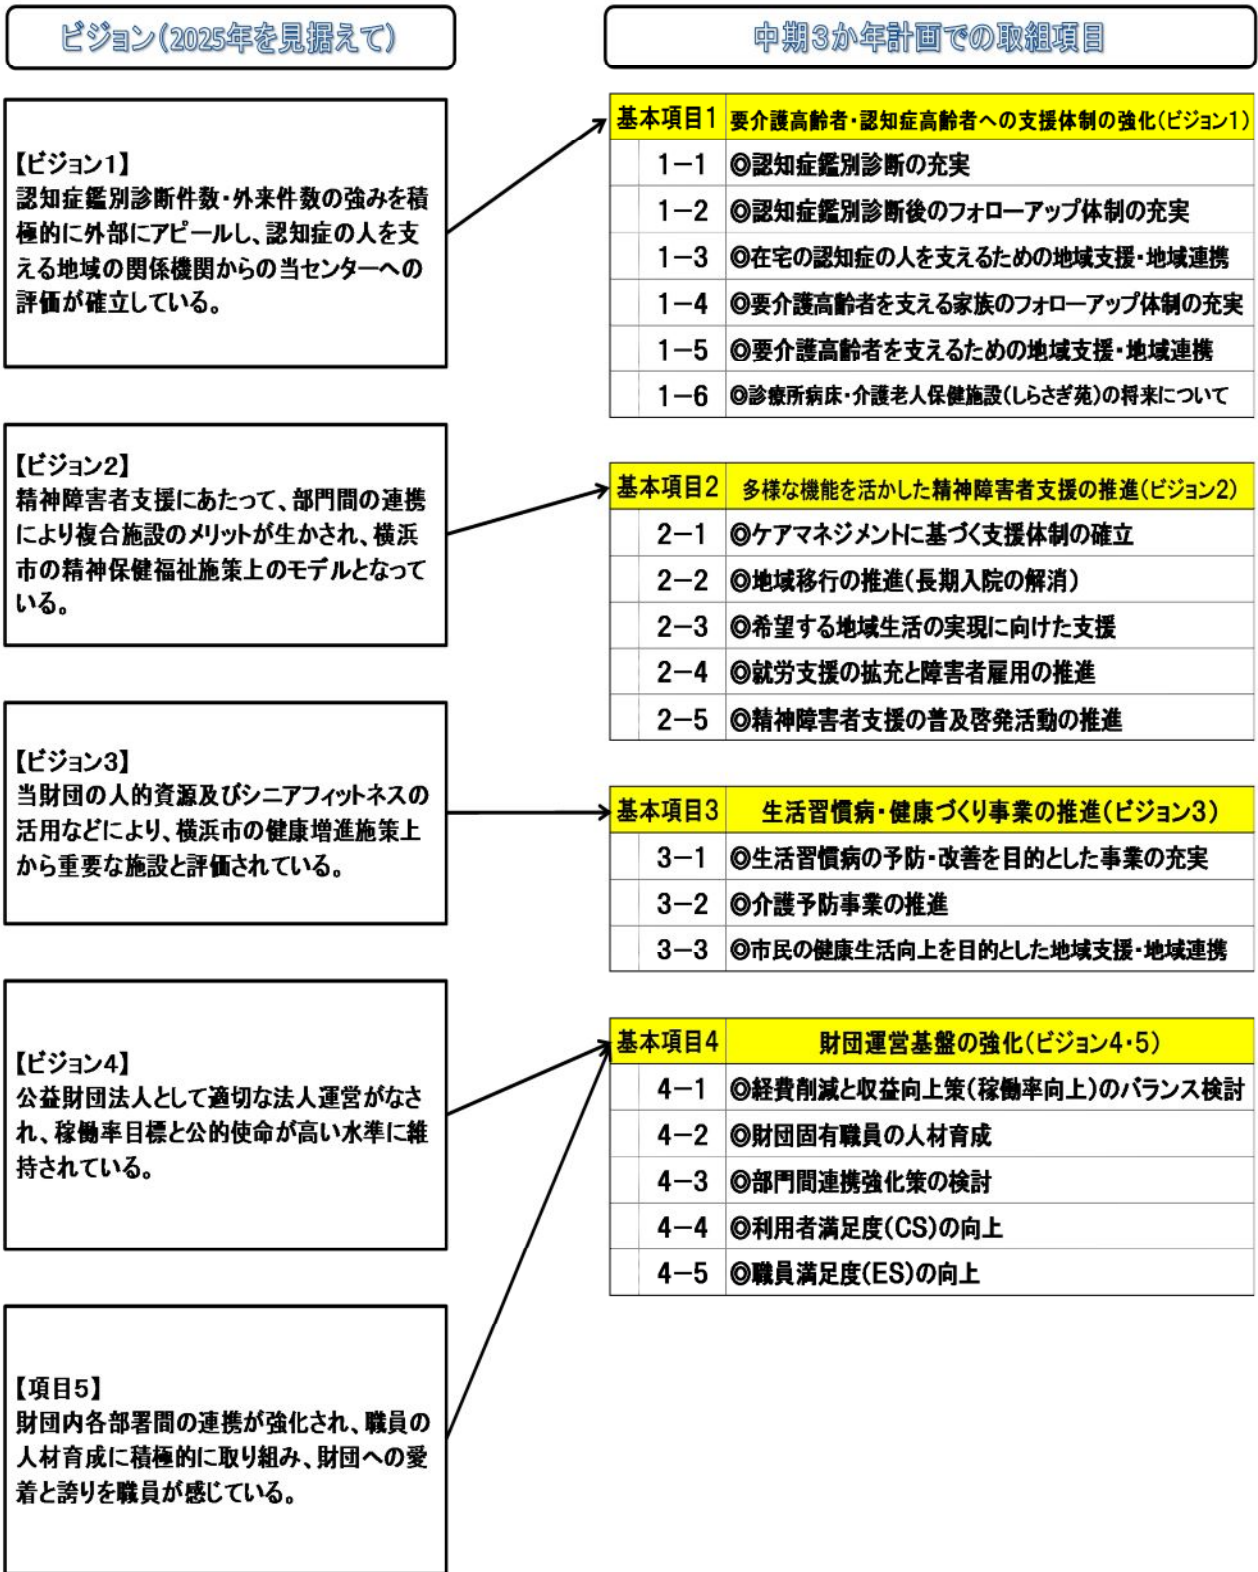 ビジョン(2025年を見据えて)
【ビジョン1】
認知症鑑別診断件数・外来件数の強みを積
極的に外部にアピールし、認知症の人を支
える地域の関係機関からの当センターへの
評価が確立している。
【ビジョン2】
精神障害者支援にあたって、部門間の連携
により複合施設のメリットが生かされ、横浜
市の精神保健福祉施策上のモデルとなって
いる。
【ビジョン3】
当財団の人的資源及びシニアフィットネスの
活用などにより、横浜市の健康増進施策上
から重要な施設と評価されている。
【ビジョン4】
公益財団法人として適切な法人運営がなさ
れ、稼働率目標と公的使命が高い水準に維
持されている。
【項目5】
財団内各部署間の連携が強化され、職員の
人材育成に積極的に取り組み、財団への愛
着と誇りを職員が感じている。
中期3か年計画での取組項目
基本項目1 要介護高齢者・認知症高齢者への支援体制の強化(ビジョン1)
1-1 ◎認知症鑑別診断の充実
1-2 ◎認知症鑑別診断後のフォローアップ体制の充実
1-3 ◎在宅の認知症の人を支えるための地域支援・地域連携
1-4 ◎要介護高齢者を支える家族のフォローアップ体制の充実
1-5 ◎要介護高齢者を支えるための地域支援・地域連携
1-6 ◎診療所病床・介護老人保健施設(しらさぎ苑)の将来について
基本項目2 多様な機能を活かした精神障害者支援の推進(ビジョン2)
2-1 ◎ケアマネジメントに基づく支援体制の確立
2-2 ◎地域移行の推進(長期入院の解消)
2-3 ◎希望する地域生活の実現に向けた支援
2-4 ◎就労支援の拡充と障害者雇用の推進
2-5 ◎精神障害者支援の普及啓発活動の推進
基本項目3 生活習慣病・健康づくり事業の推進(ビジョン3)
3-1 ◎生活習慣病の予防・改善を目的とした事業の充実
3-2 ◎介護予防事業の推進
3-3 ◎市民の健康生活向上を目的とした地域支援・地域連携
基本項目4 財団運営基盤の強化(ビジョン4・5)
4-1 ◎経費削減と収益向上策(稼働率向上)のバランス検討
4-2 ◎財団固有職員の人材育成
4-3 ◎部門間連携強化策の検討
4-4 ◎利用者満足度(CS)の向上
4-5 ◎職員満足度(ES)の向上